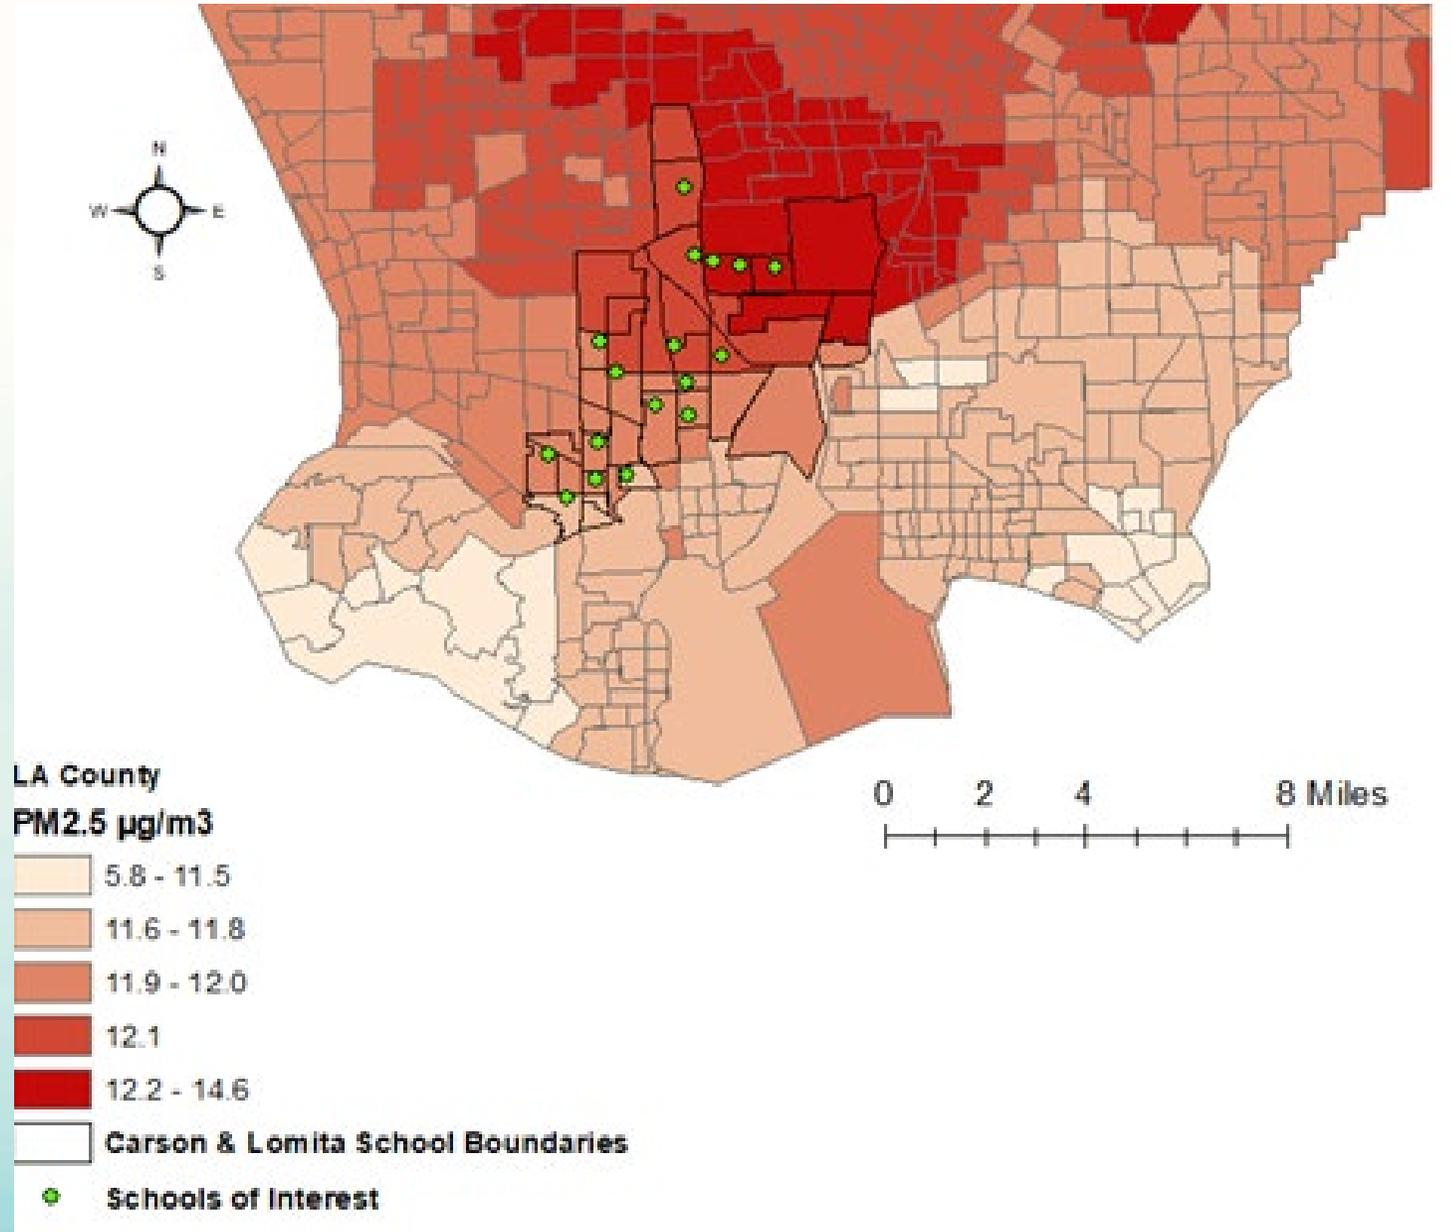 N
W E
S
0 2 4 8 Miles
LA County
PM2.5 µg/m3
5.8 - 11.5
11.6 - 11.8
11.9 - 12.0
12.1
12.2 - 14.6
Carson & Lomita School Boundaries
Schools of Interest